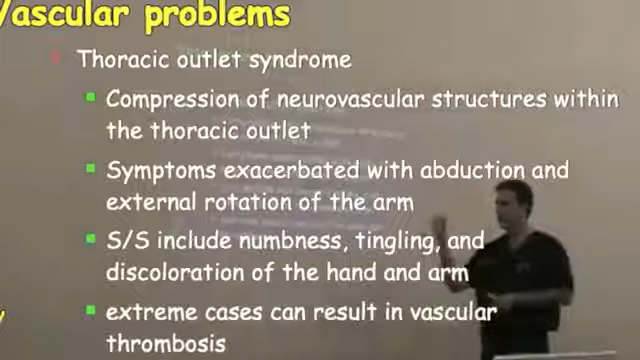 Vascular problems
Thoracic outlet syndrome
Compression of neurovascular structures within
the thoracic outlet
Symptoms exacerbated with abduction and
external rotation of the arm
S/S include numbness, tingling, and
discoloration of the hand and arm
extreme cases can result in vascular
thrombosis